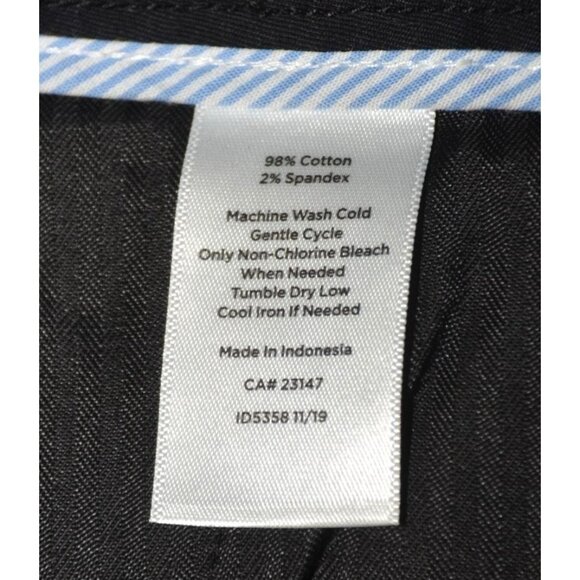 98% Cotton
2% Spandex
Machine Wash Cold
Gentle Cycle
Only Non-Chlorine Bleach
When Needed
Tumble Dry Low
Cool Iron If Needed
Made In Indonesia
CA# 23147
ID5358 11/19